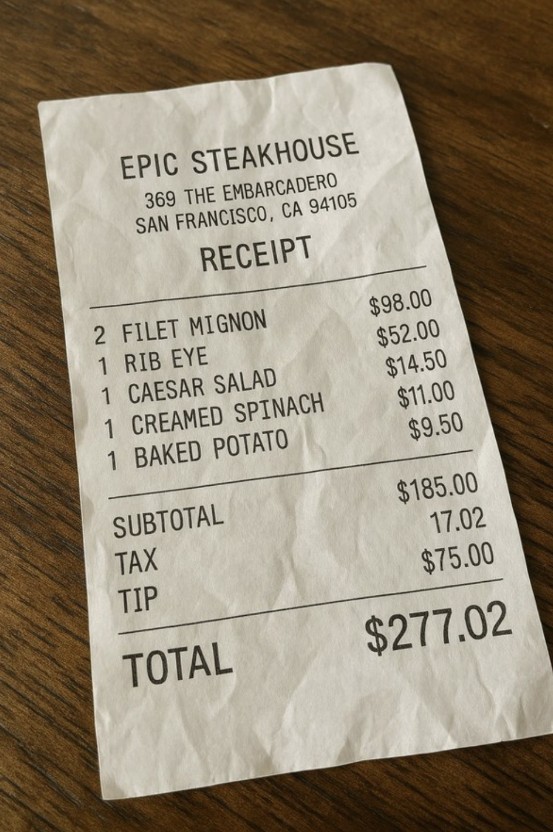 EPIC STEAKHOUSE
369 THE EMBARCADERO
SAN FRANCISCO, CA 94105
RECEIPT
2 FILET MIGNON $98.00
1 RIB EYE $52.00
1 CAESAR SALAD $14.50
1 CREAMED SPINACH $11.00
1 BAKED POTATO $9.50
SUBTOTAL $185.00
TAX 17.02
TIP $75.00
TOTAL $277.02